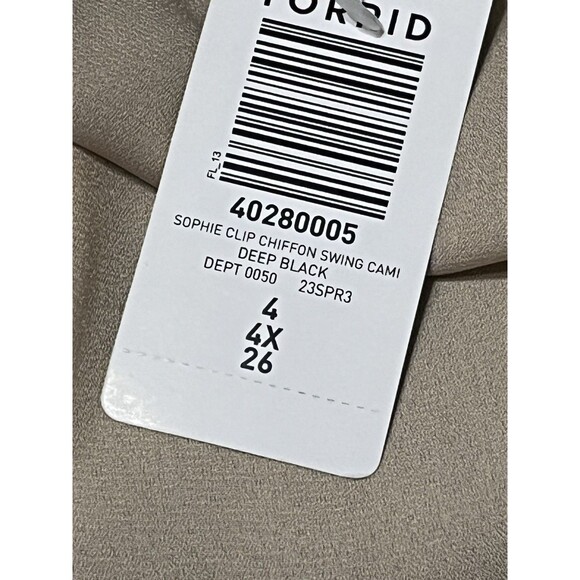 TORRID
FL_13
40280005
SOPHIE CLIP CHIFFON SWING CAMI
DEEP BLACK
DEPT 0050 23SPR3
4
4X
26